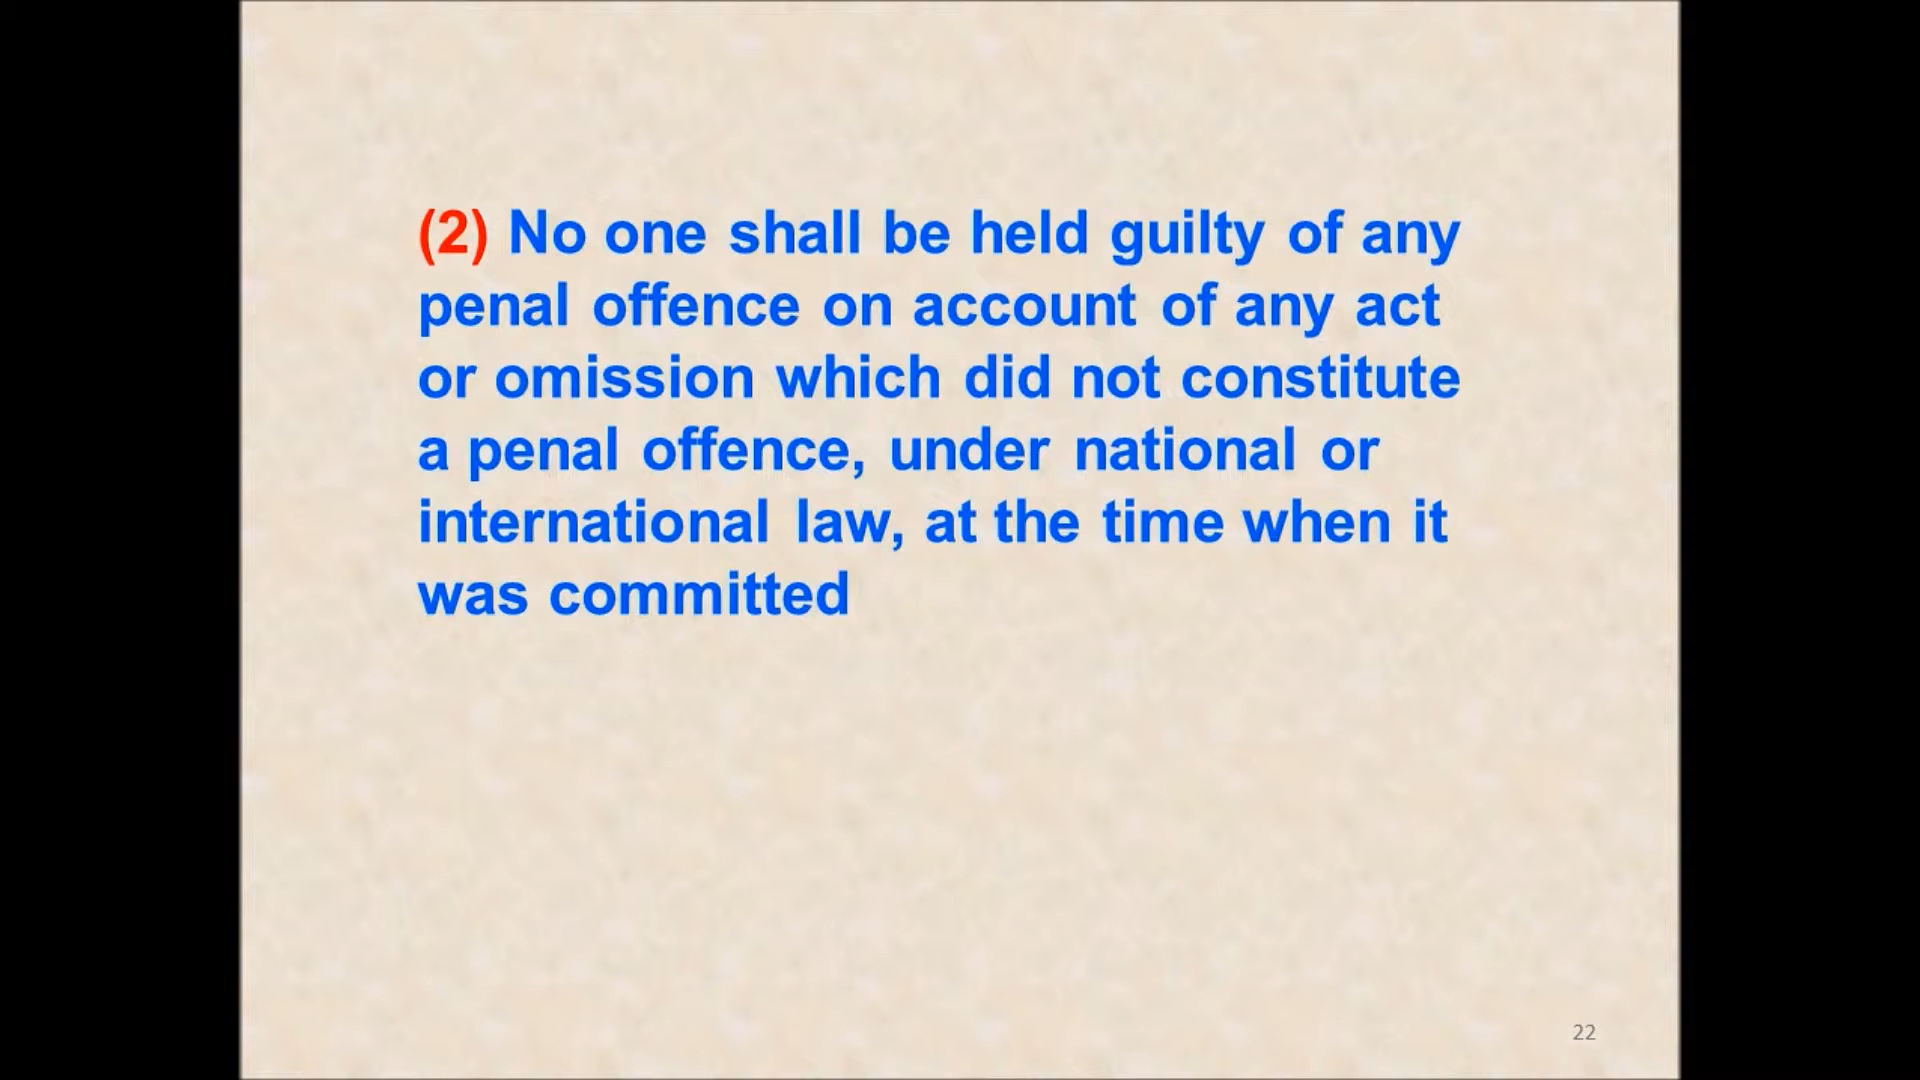 (2) No one shall be held guilty of any
penal offence on account of any act
or omission which did not constitute
a penal offence, under national or
international law, at the time when it
was committed
22